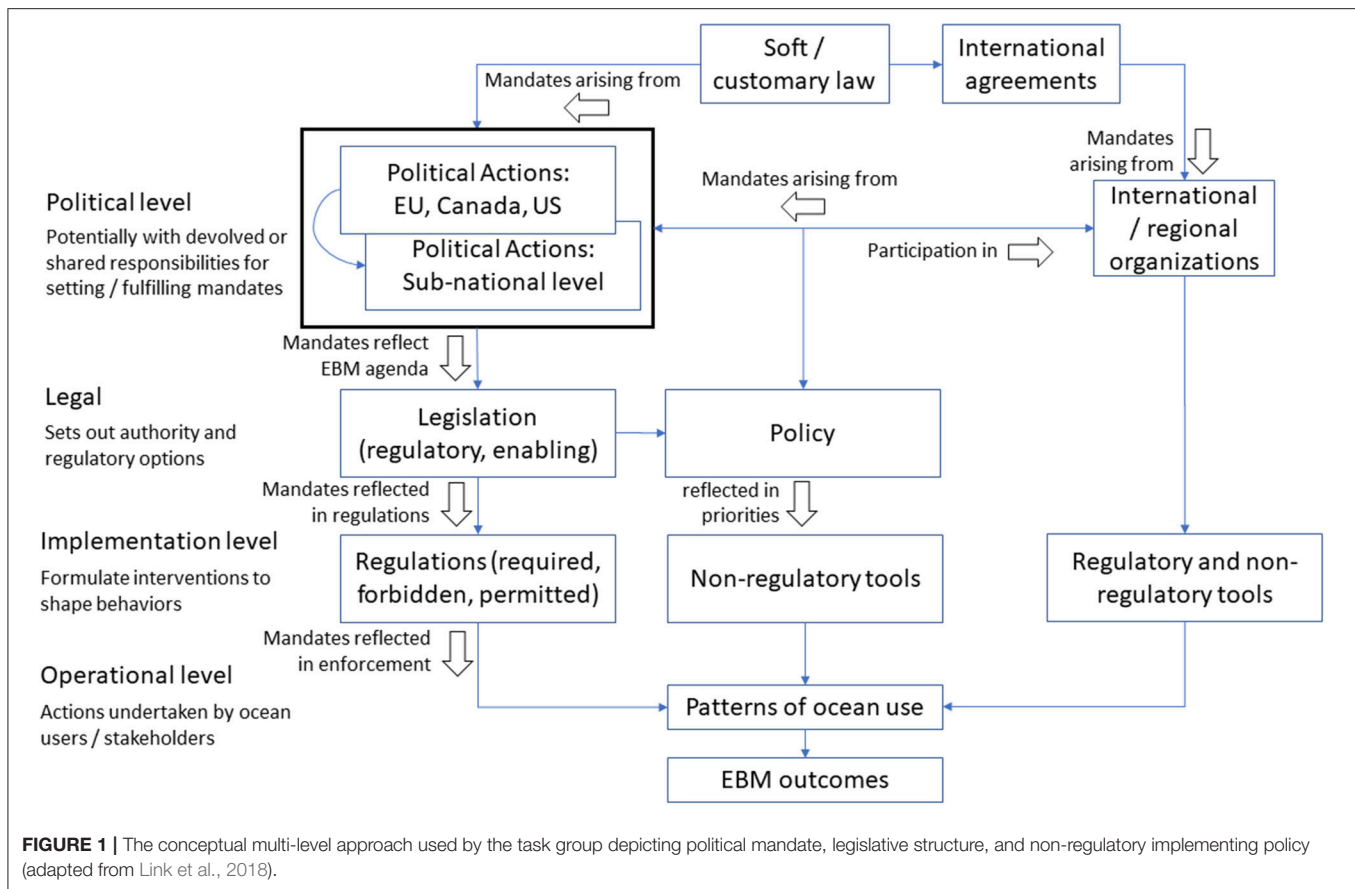 Soft /
customary law
International
agreements
Mandates arising from
Mandates
arising from
Political Actions:
EU, Canada, US
Political Actions:
Sub-national level
Mandates arising from
Participation in
International
/ regional
organizations
Political level
Potentially with devolved or
shared responsibilities for
setting / fulfilling mandates
Mandates reflect
EBM agenda
Legal
Sets out authority and
regulatory options
Legislation
(regulatory, enabling)
Policy
Mandates reflected
in regulations
reflected in
priorities
Implementation level
Formulate interventions to
shape behaviors
Regulations (required,
forbidden, permitted)
Non-regulatory tools
Regulatory and non-
regulatory tools
Mandates reflected
in enforcement
Operational level
Actions undertaken by ocean
users / stakeholders
Patterns of ocean use
EBM outcomes
FIGURE 1 | The conceptual multi-level approach used by the task group depicting political mandate, legislative structure, and non-regulatory implementing policy
(adapted from Link et al., 2018).